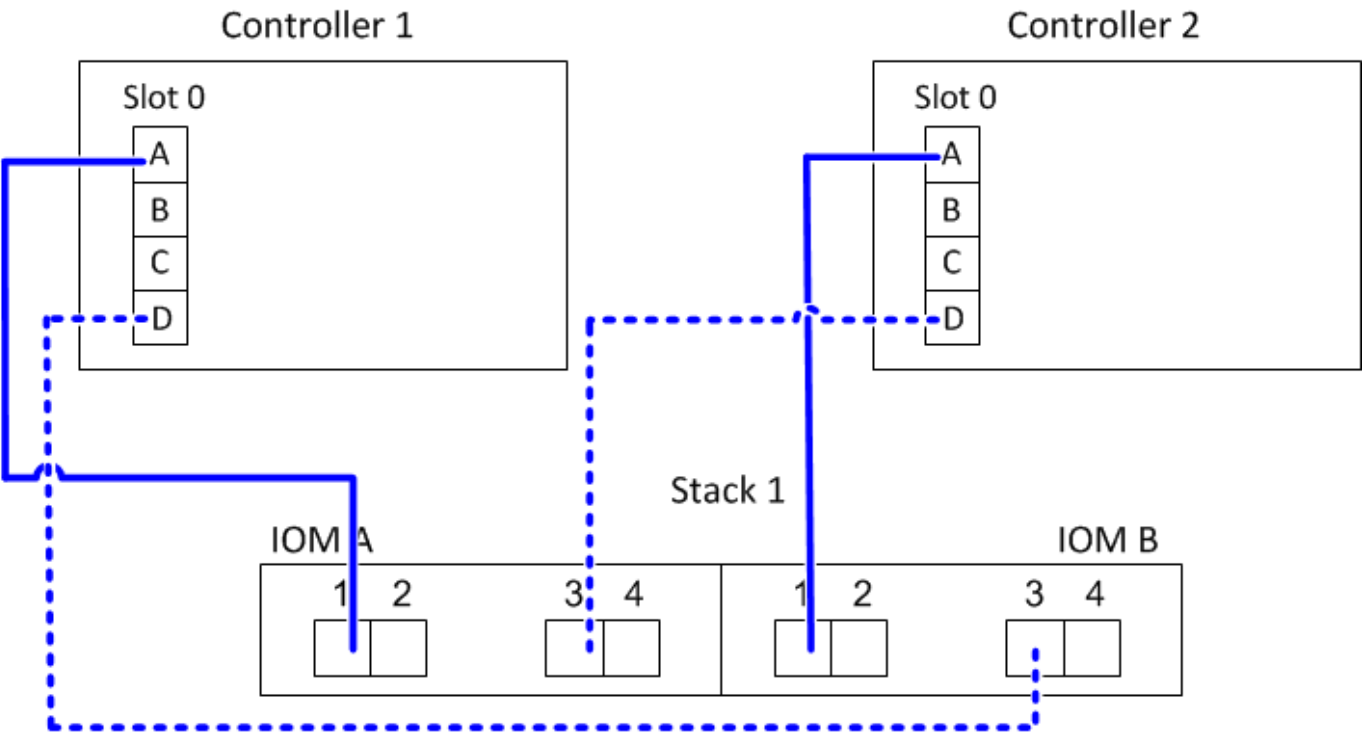 Controller 1
Controller 2
Slot 0
A
B
C
D
Slot 0
A
B
C
D
Stack 1
IOM A
IOM B
1 2 3 4
1 2 3 4